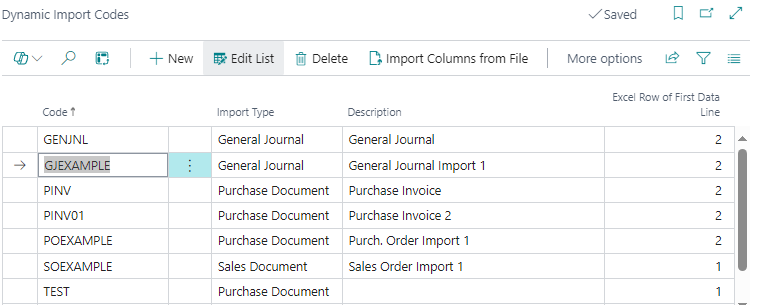 Dynamic Import Codes
Saved
New Edit List Delete Import Columns from File More options
Excel Row of First Data
Code↑ Import Type Description Line
GENJNL General Journal General Journal 2
GJEXAMPLE General Journal General Journal Import 1 2
PINV Purchase Document Purchase Invoice 2
PINV01 Purchase Document Purchase Invoice 2 2
POEXAMPLE Purchase Document Purch. Order Import 1 2
SOEXAMPLE Sales Document Sales Order Import 1 1
TEST Purchase Document 1